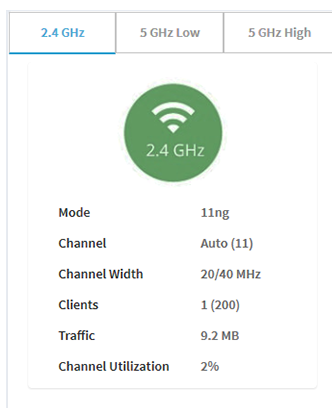 2.4 GHz 5 GHz Low 5 GHz High
2.4 GHz
Mode 11ng
Channel Auto (11)
Channel Width 20/40 MHz
Clients 1 (200)
Traffic 9.2 MB
Channel Utilization 2%